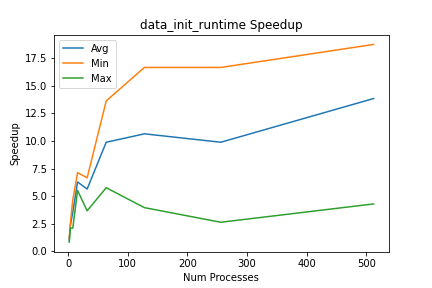 data_init_runtime Speedup
Avg
Min
Max
17.5
15.0
12.5
10.0
7.5
5.0
2.5
0.0
Speedup
0 100 200 300 400 500
Num Processes